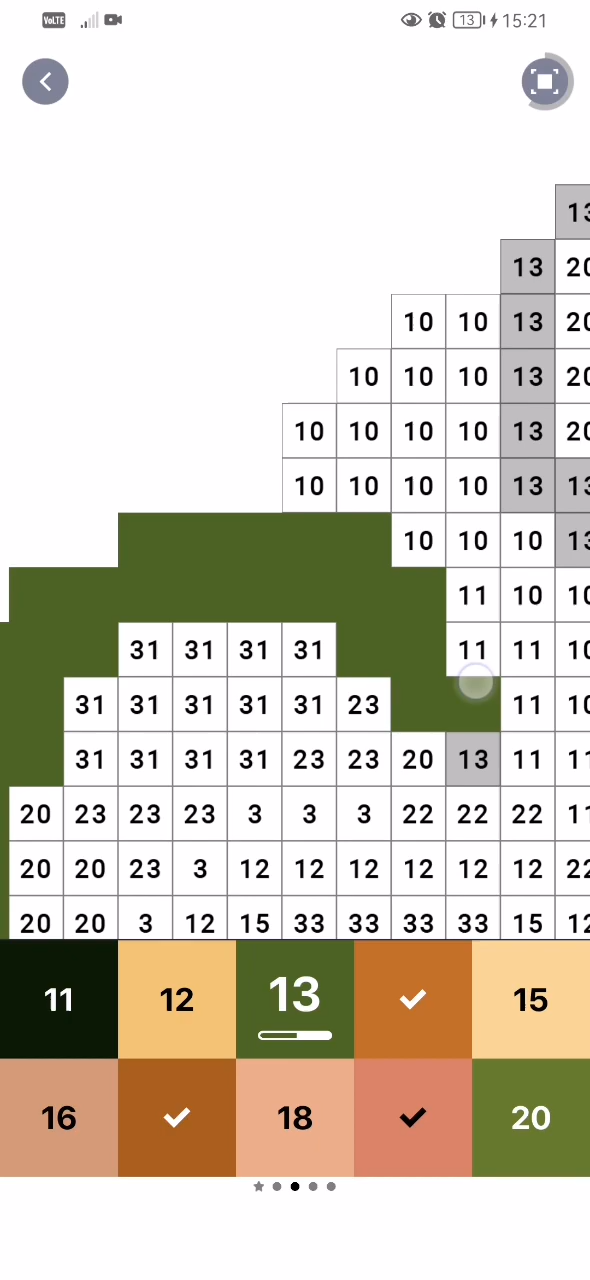 VoLTE 13 15:21
13
13 20
10 10 13 20
10 10 10 13 20
10 10 10 10 13 20
10 10 10 10 13 13
10 10 10 13
11 10 10
31 31 31 31 11 11 10
31 31 31 31 31 23 11 10
31 31 31 31 23 23 20 13 11 11
20 23 23 23 3 3 3 22 22 22 11
20 20 23 3 12 12 12 12 12 12 22
20 20 3 12 15 33 33 33 33 15 12
11 12 13 15
16 18 20